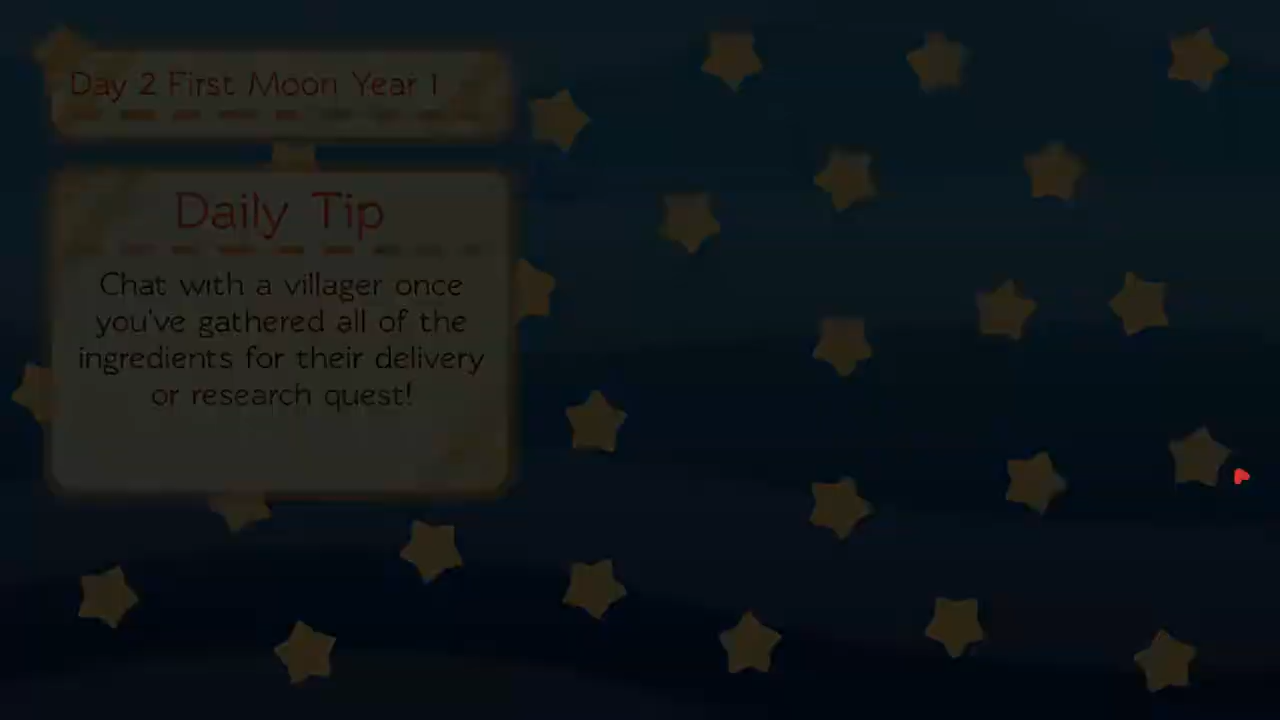 Day 2 First Moon Year 1
Daily Tip
Chat with a villager once
you've gathered all of the
ingredients for their delivery
or research quest!